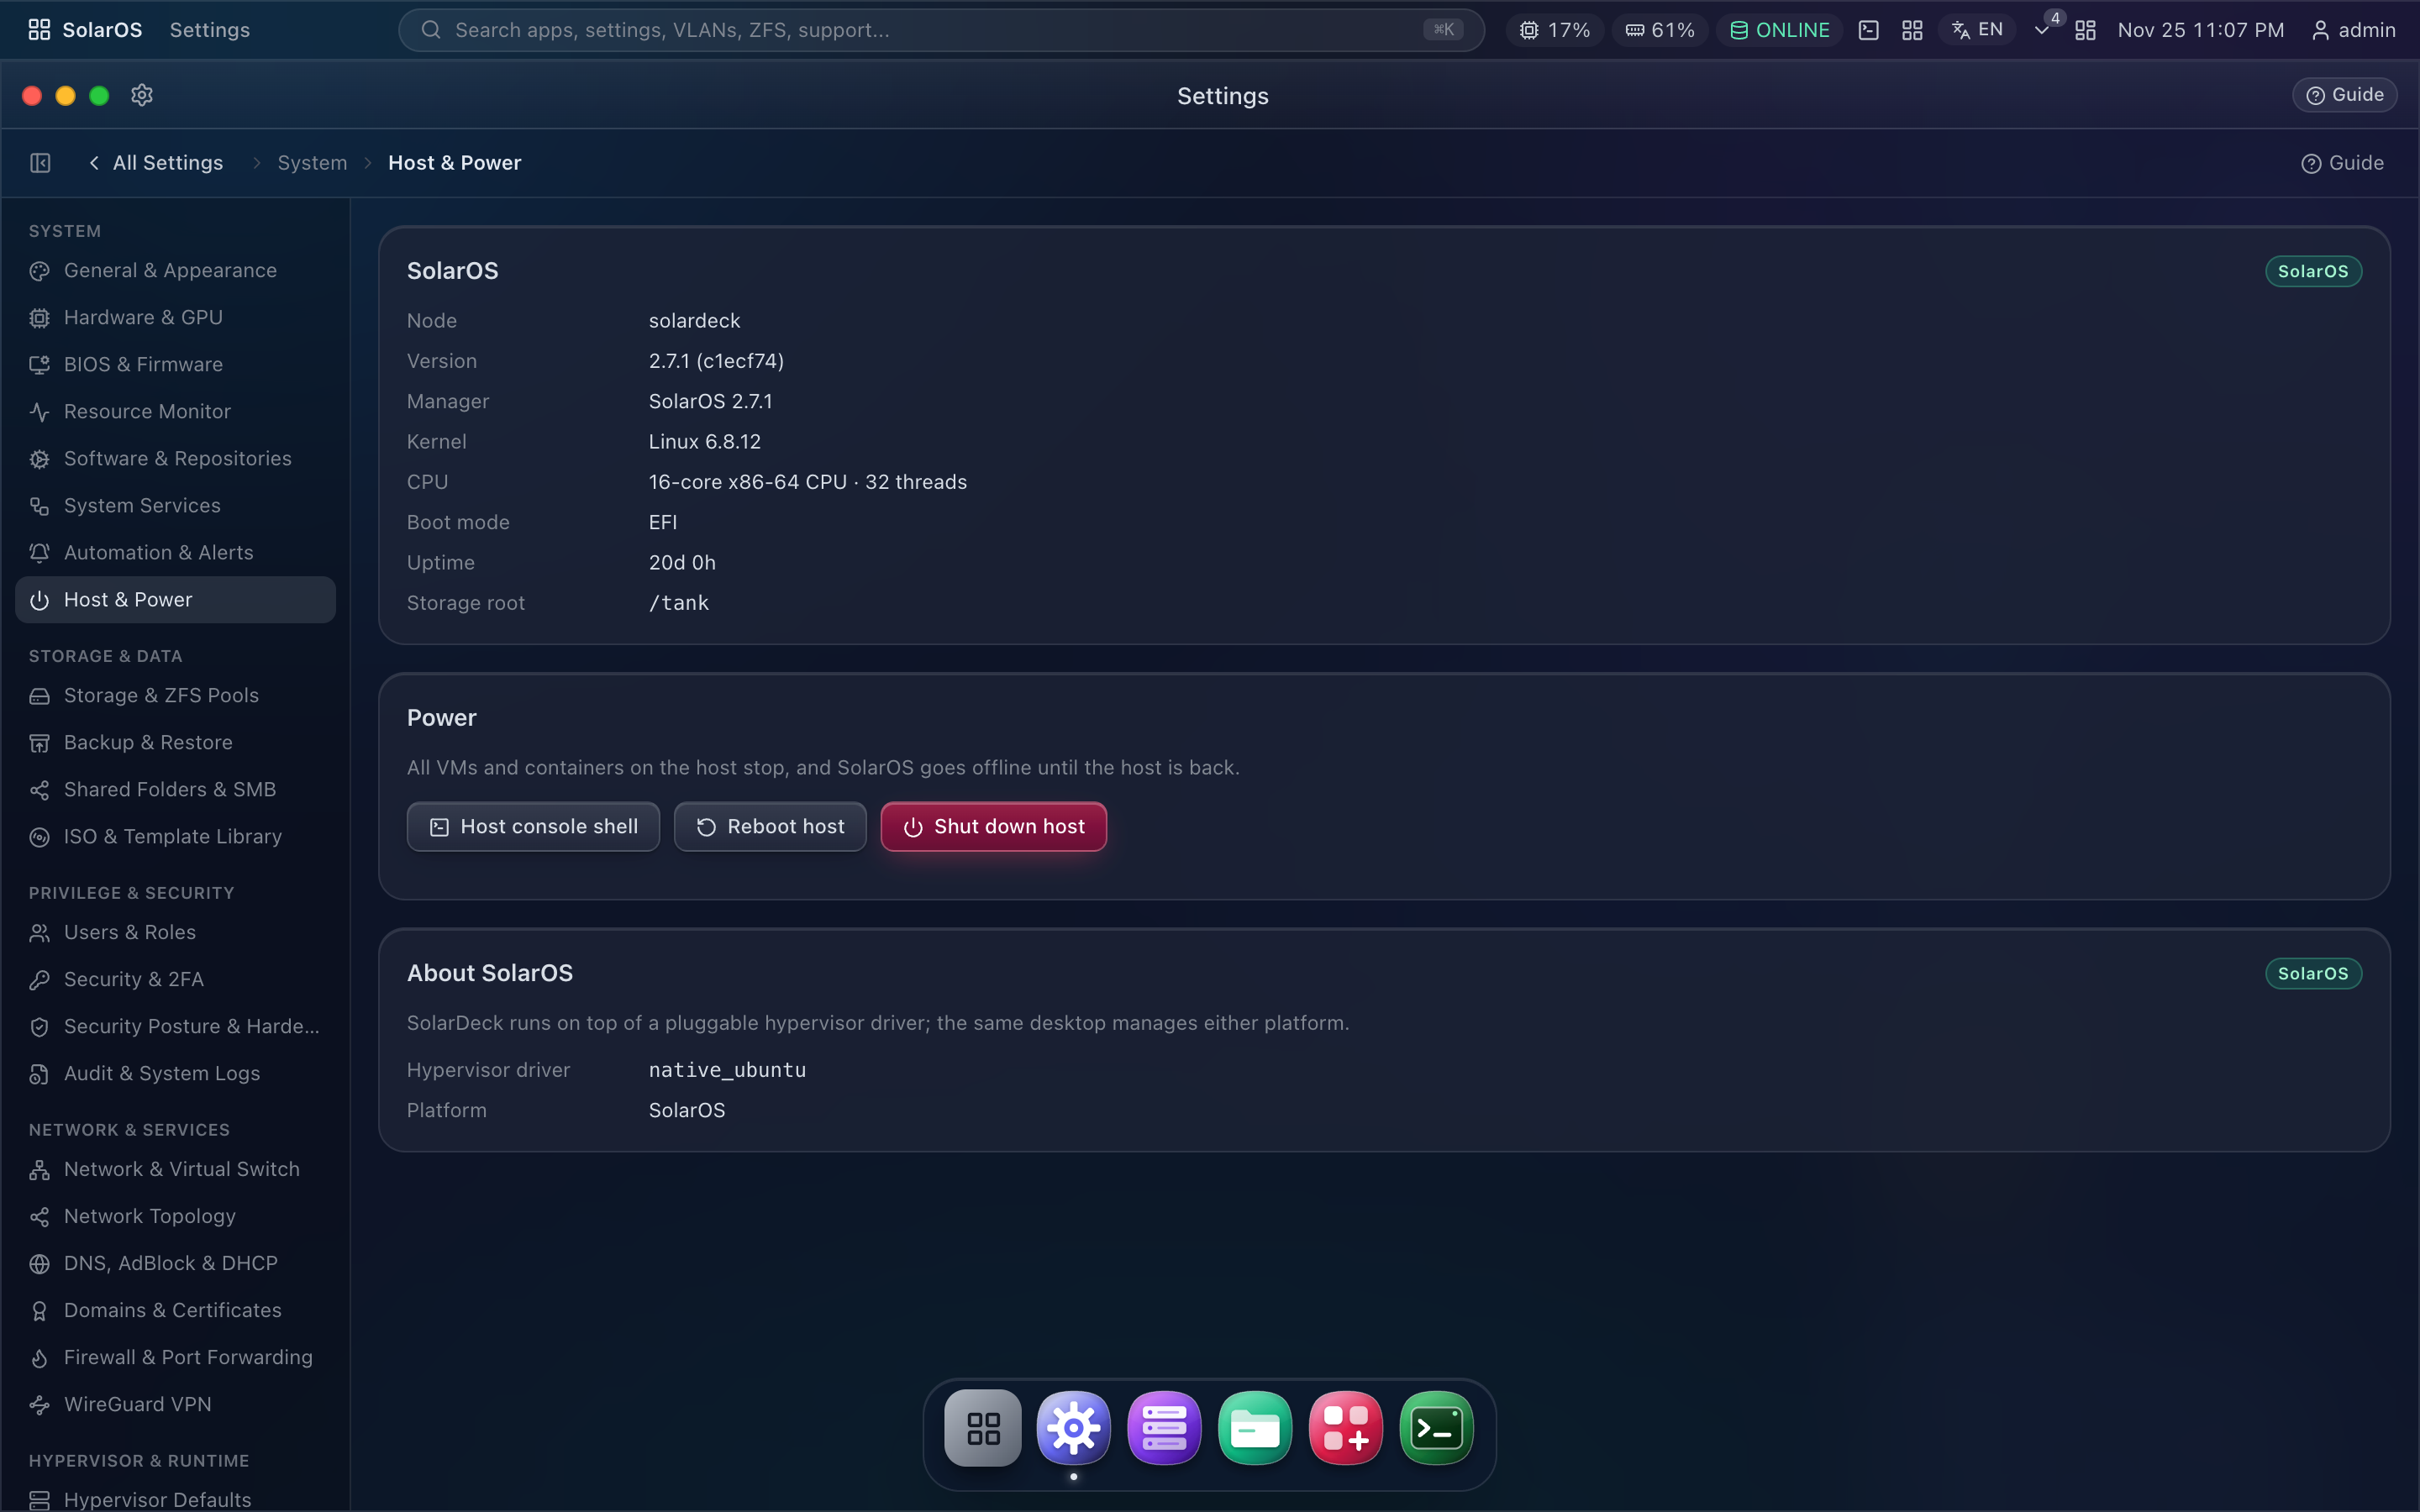 SolarOS Settings Search apps, settings, VLANs, ZFS, support... ⌘K 17% 61% ONLINE EN 4 Nov 25 11:07 PM admin
Settings Guide
All Settings System Host & Power Guide
SYSTEM
General & Appearance
Hardware & GPU
BIOS & Firmware
Resource Monitor
Software & Repositories
System Services
Automation & Alerts
Host & Power
STORAGE & DATA
Storage & ZFS Pools
Backup & Restore
Shared Folders & SMB
ISO & Template Library
PRIVILEGE & SECURITY
Users & Roles
Security & 2FA
Security Posture & Harde...
Audit & System Logs
NETWORK & SERVICES
Network & Virtual Switch
Network Topology
DNS, AdBlock & DHCP
Domains & Certificates
Firewall & Port Forwarding
WireGuard VPN
HYPERVISOR & RUNTIME
Hypervisor Defaults
SolarOS SolarOS
Node solardeck
Version 2.7.1 (c1ecf74)
Manager SolarOS 2.7.1
Kernel Linux 6.8.12
CPU 16-core x86-64 CPU · 32 threads
Boot mode EFI
Uptime 20d 0h
Storage root /tank
Power
All VMs and containers on the host stop, and SolarOS goes offline until the host is back.
Host console shell Reboot host Shut down host
About SolarOS SolarOS
SolarDeck runs on top of a pluggable hypervisor driver; the same desktop manages either platform.
Hypervisor driver native_ubuntu
Platform SolarOS